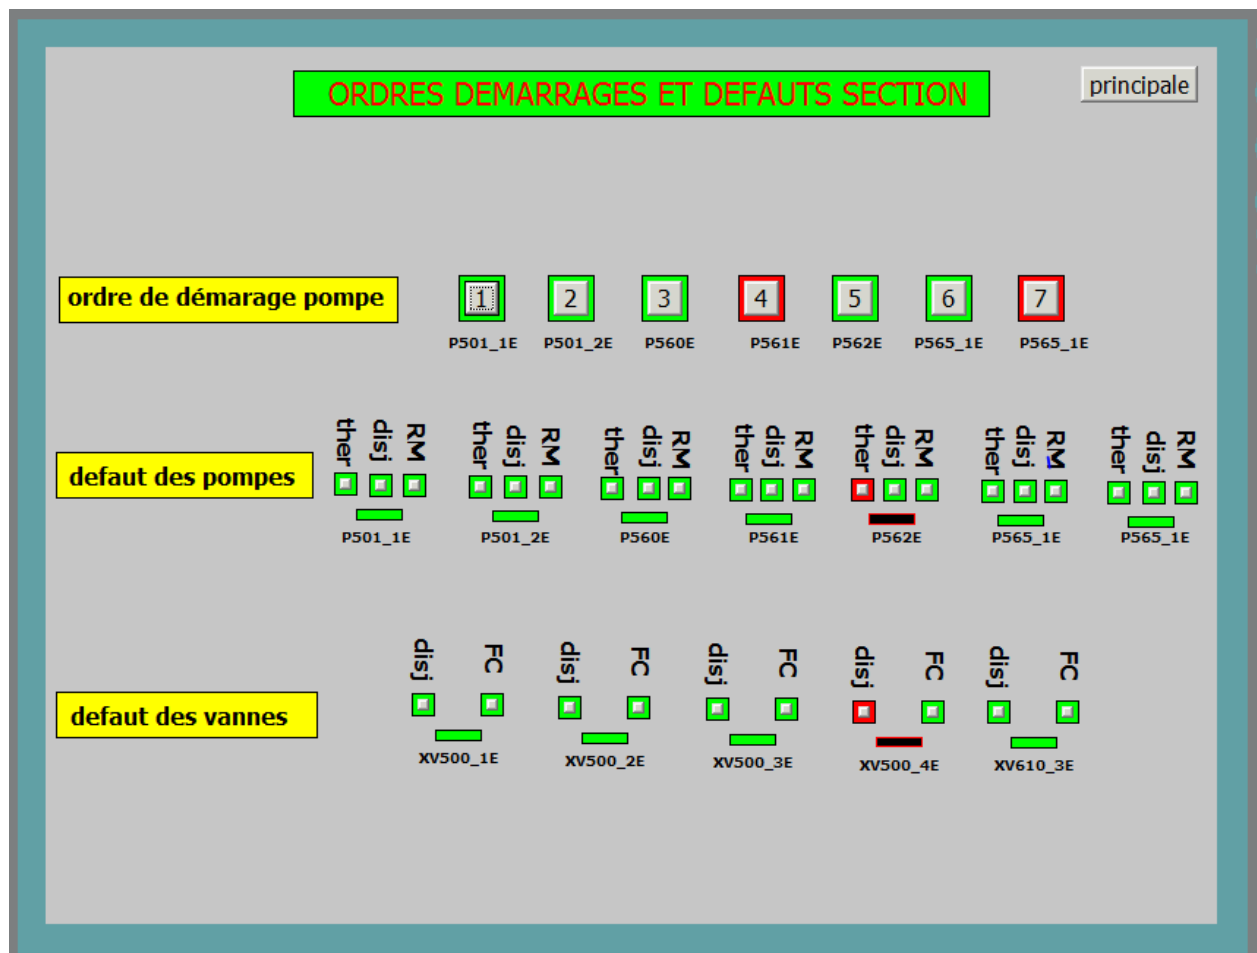 ORDRES DEMARRAGES ET DEFAUTS SECTION
principale
ordre de démarage pompe
1 2 3 4 5 6 7
P501_1E P501_2E P560E P561E P562E P565_1E P565_1E
ther disj RM ther disj RM ther disj RM ther disj RM ther disj RM ther disj RM ther disj RM
defaut des pompes
P501_1E P501_2E P560E P561E P562E P565_1E P565_1E
disj FC disj FC disj FC disj FC disj FC
defaut des vannes
XV500_1E XV500_2E XV500_3E XV500_4E XV610_3E